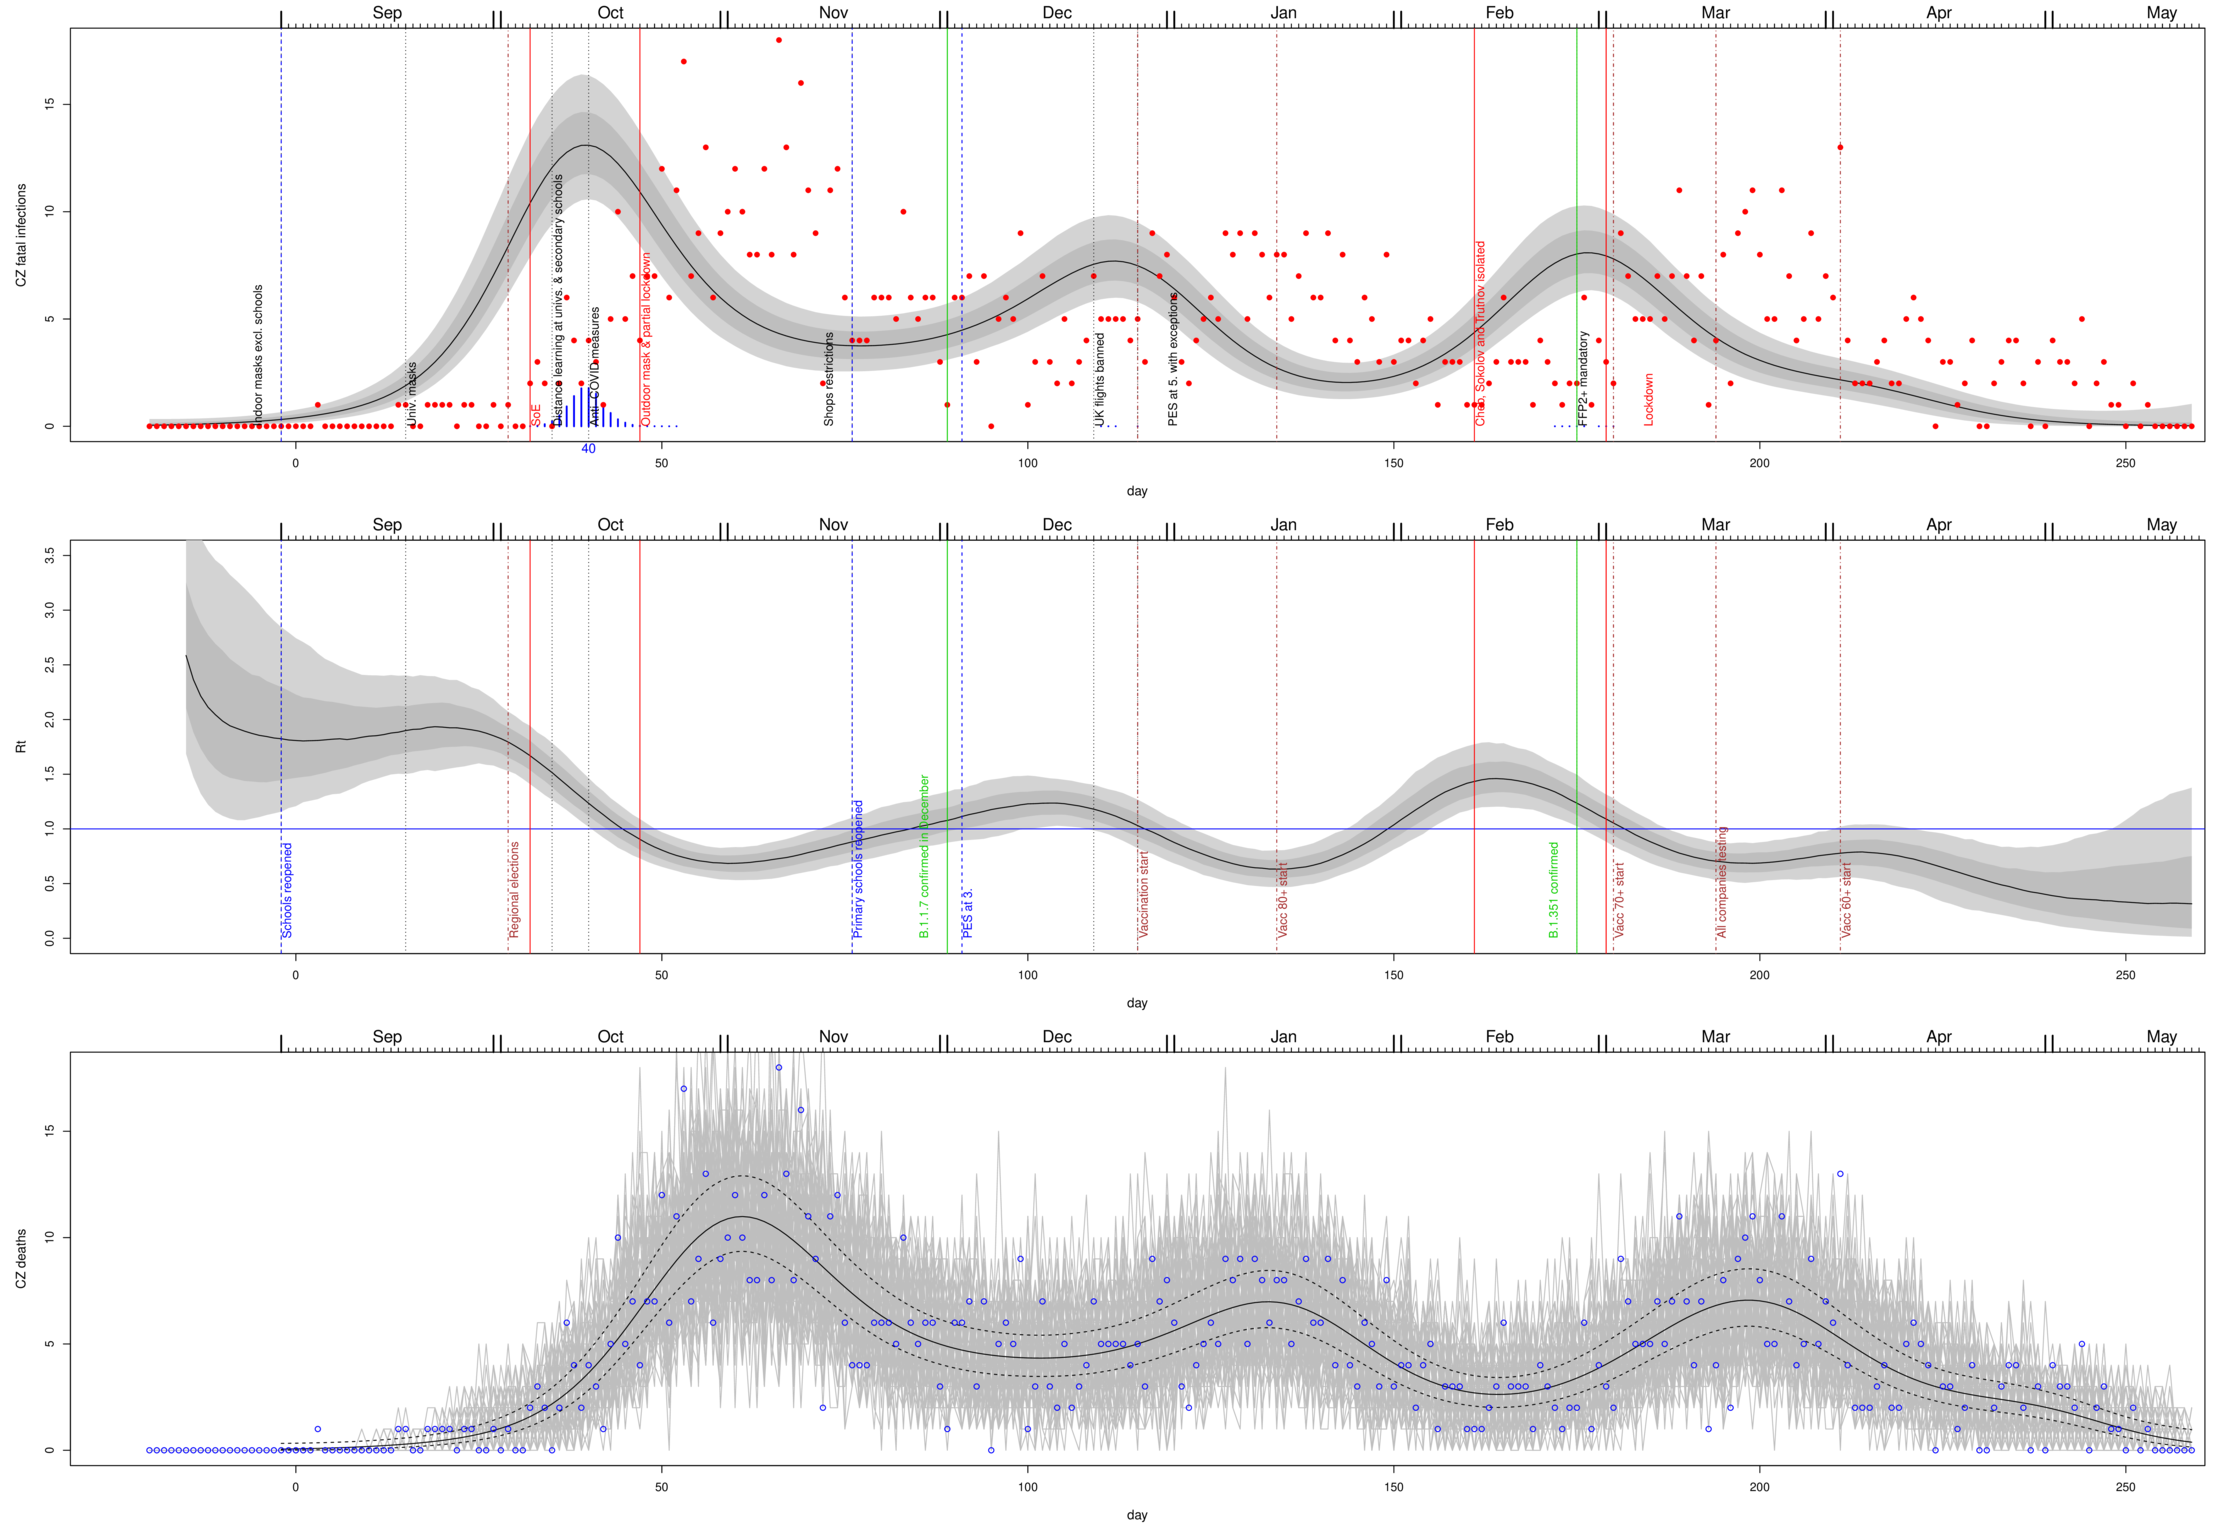 Sep Oct Nov Dec Jan Feb Mar Apr May
CZ fatal infections
0 5 10 15
Indoor masks excl. schools
Univ. masks
SoE
Distance learning at univs. & secondary schools
Anti-COVID measures
Outdoor mask & partial lockdown
Shops restrictions
UK flights banned
PES at 5. with exceptions
Cheb, Sokolov and Trutnov isolated
FFP2+ mandatory
Lockdown
40
0 50 100 150 200 250
day
Sep Oct Nov Dec Jan Feb Mar Apr May
Rt
0.0 0.5 1.0 1.5 2.0 2.5 3.0 3.5
Schools reopened
Regional elections
Primary schools reopened
B.1.1.7 confirmed in December
PES at 3.
Vaccination start
Vacc 80+ start
B.1.351 confirmed
Vacc 70+ start
All companies testing
Vacc 60+ start
0 50 100 150 200 250
day
Sep Oct Nov Dec Jan Feb Mar Apr May
CZ deaths
0 5 10 15
0 50 100 150 200 250
day